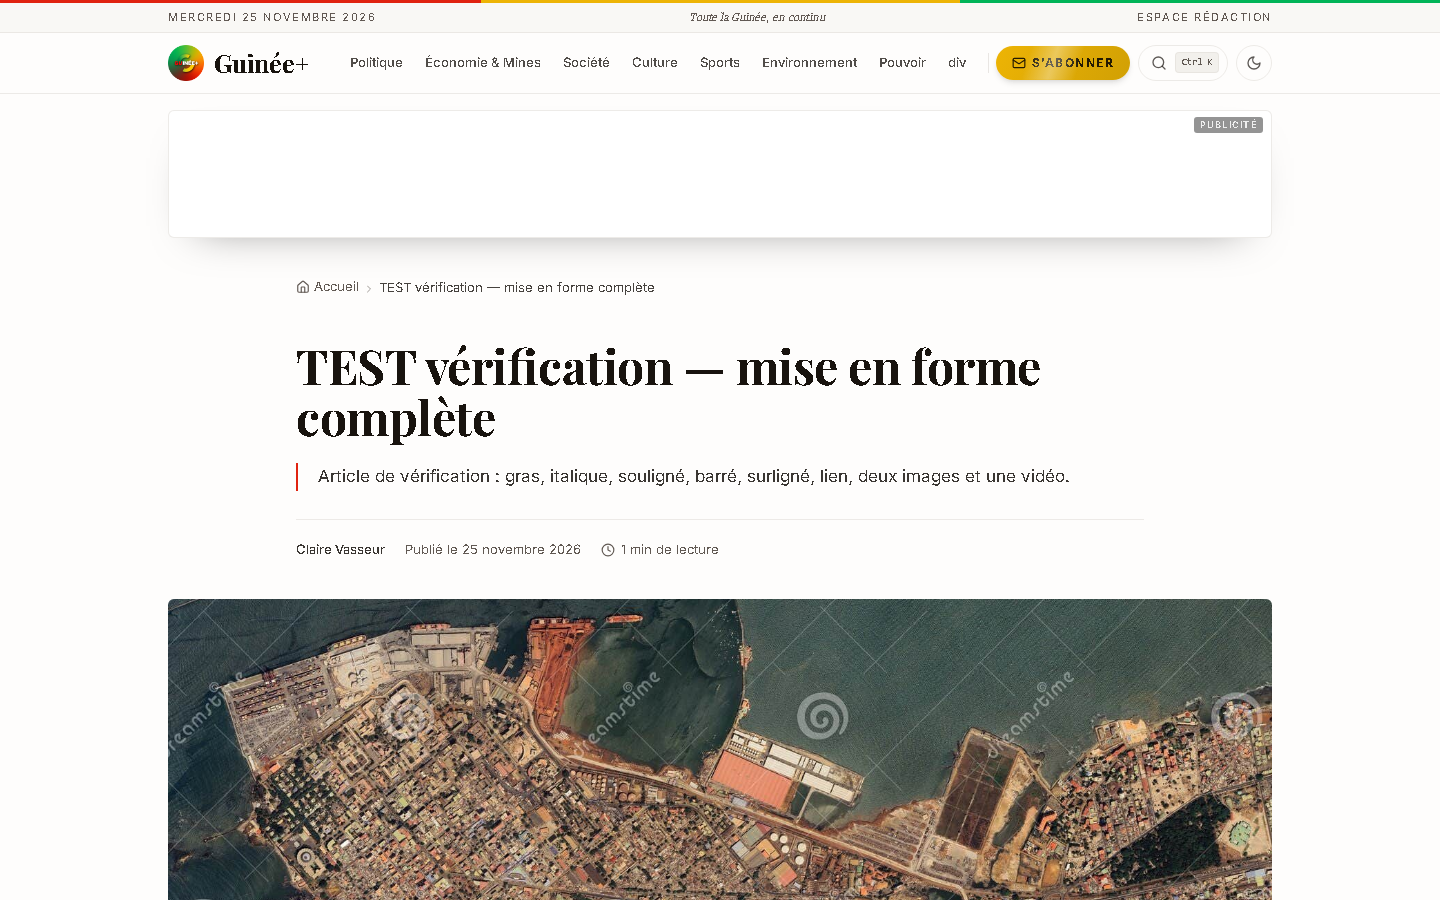 MERCREDI 25 NOVEMBRE 2026
Toute la Guinée, en continu
ESPACE RÉDACTION
Guinée+
Politique
Économie & Mines
Société
Culture
Sports
Environnement
Pouvoir
div
S'ABONNER
Ctrl K
PUBLICITÉ
Accueil › TEST vérification — mise en forme complète
TEST vérification — mise en forme
complète
Article de vérification : gras, italique, souligné, barré, surligné, lien, deux images et une vidéo.
Claire Vasseur
Publié le 25 novembre 2026
1 min de lecture
dreamstime
dreamstime
dreamstime